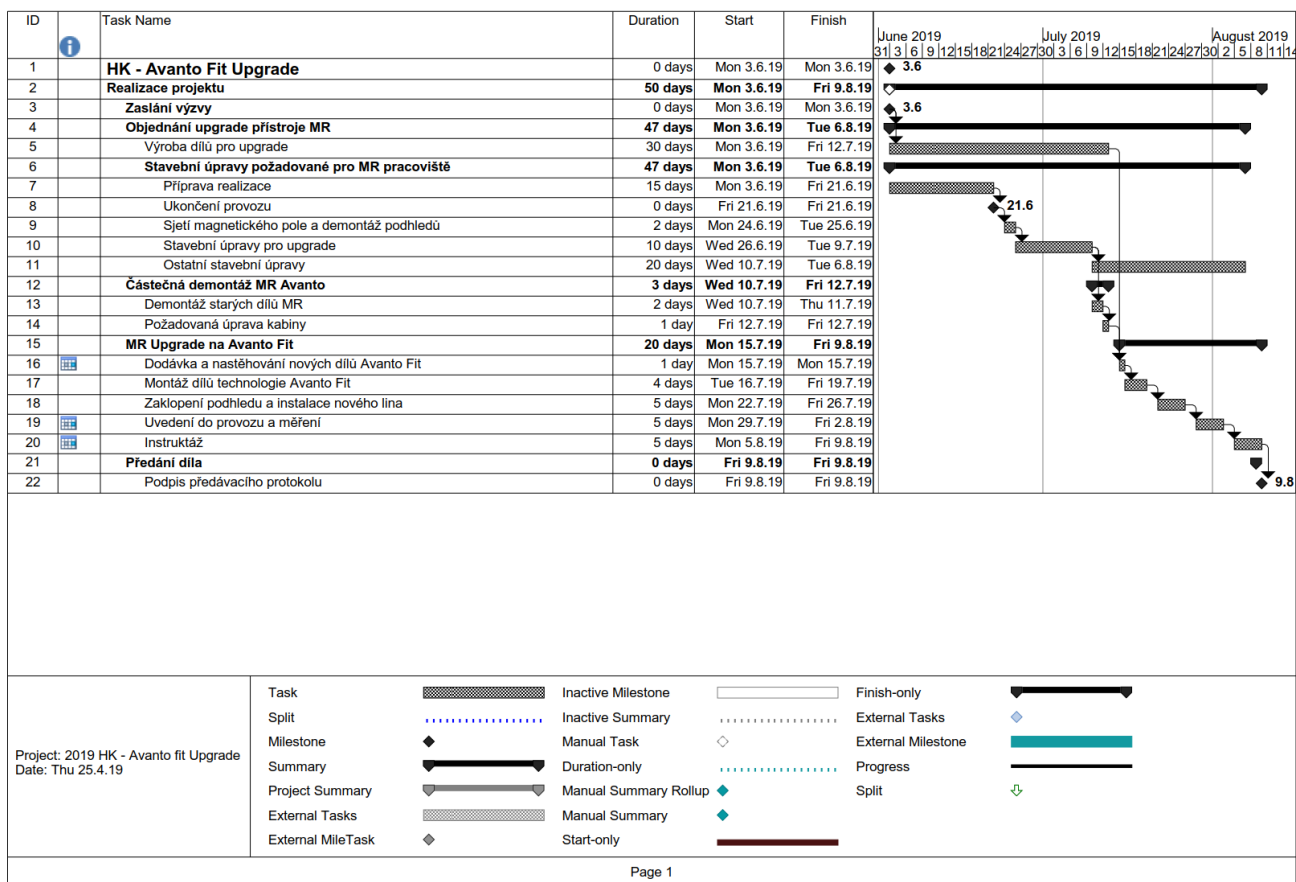 ID Task Name Duration Start Finish
June 2019 July 2019 August 2019
31 3 6 9 12 15 18 21 24 27 30 3 6 9 12 15 18 21 24 27 30 2 5 8 11 14
1 HK - Avanto Fit Upgrade 0 days Mon 3.6.19 Mon 3.6.19 3.6
2 Realizace projektu 50 days Mon 3.6.19 Fri 9.8.19
3 Zaslání výzvy 0 days Mon 3.6.19 Mon 3.6.19 3.6
4 Objednání upgrade přístroje MR 47 days Mon 3.6.19 Tue 6.8.19
5 Výroba dílů pro upgrade 30 days Mon 3.6.19 Fri 12.7.19
6 Stavební úpravy požadované pro MR pracoviště 47 days Mon 3.6.19 Tue 6.8.19
7 Příprava realizace 15 days Mon 3.6.19 Fri 21.6.19
8 Ukončení provozu 0 days Fri 21.6.19 Fri 21.6.19 21.6
9 Sjetí magnetického pole a demontáž podhledů 2 days Mon 24.6.19 Tue 25.6.19
10 Stavební úpravy pro upgrade 10 days Wed 26.6.19 Tue 9.7.19
11 Ostatní stavební úpravy 20 days Wed 10.7.19 Tue 6.8.19
12 Částečná demontáž MR Avanto 3 days Wed 10.7.19 Fri 12.7.19
13 Demontáž starých dílů MR 2 days Wed 10.7.19 Thu 11.7.19
14 Požadovaná úprava kabiny 1 day Fri 12.7.19 Fri 12.7.19
15 MR Upgrade na Avanto Fit 20 days Mon 15.7.19 Fri 9.8.19
16 Dodávka a nastěhování nových dílů Avanto Fit 1 day Mon 15.7.19 Mon 15.7.19
17 Montáž dílů technologie Avanto Fit 4 days Tue 16.7.19 Fri 19.7.19
18 Zaklopení podhledu a instalace nového lina 5 days Mon 22.7.19 Fri 26.7.19
19 Uvedení do provozu a měření 5 days Mon 29.7.19 Fri 2.8.19
20 Instruktáž 5 days Mon 5.8.19 Fri 9.8.19
21 Předání díla 0 days Fri 9.8.19 Fri 9.8.19
22 Podpis předávacího protokolu 0 days Fri 9.8.19 Fri 9.8.19 9.8
Project: 2019 HK - Avanto fit Upgrade
Date: Thu 25.4.19
Task Inactive Milestone Finish-only
Split Inactive Summary External Tasks
Milestone Manual Task External Milestone
Summary Duration-only Progress
Project Summary Manual Summary Rollup Split
External Tasks Manual Summary
External MileTask Start-only
Page 1